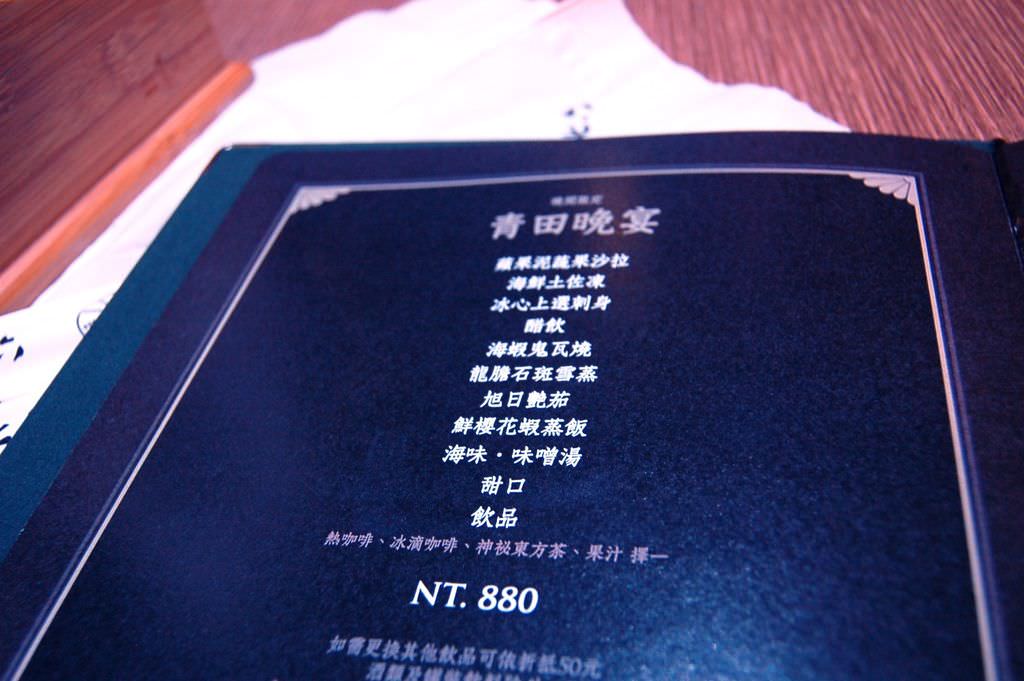 晚間限定
青田晚宴
蘋果泥蔬果沙拉
海鮮土佐凍
冰心上選刺身
醋飲
海蝦鬼瓦燒
龍膽石斑雪蒸
旭日艷茄
鮮櫻花蝦蒸飯
海味・味噌湯
甜口
飲品
熱咖啡、冰滴咖啡、神祕東方茶、果汁 擇一
NT. 880
如需更換其他飲品可依折抵50元